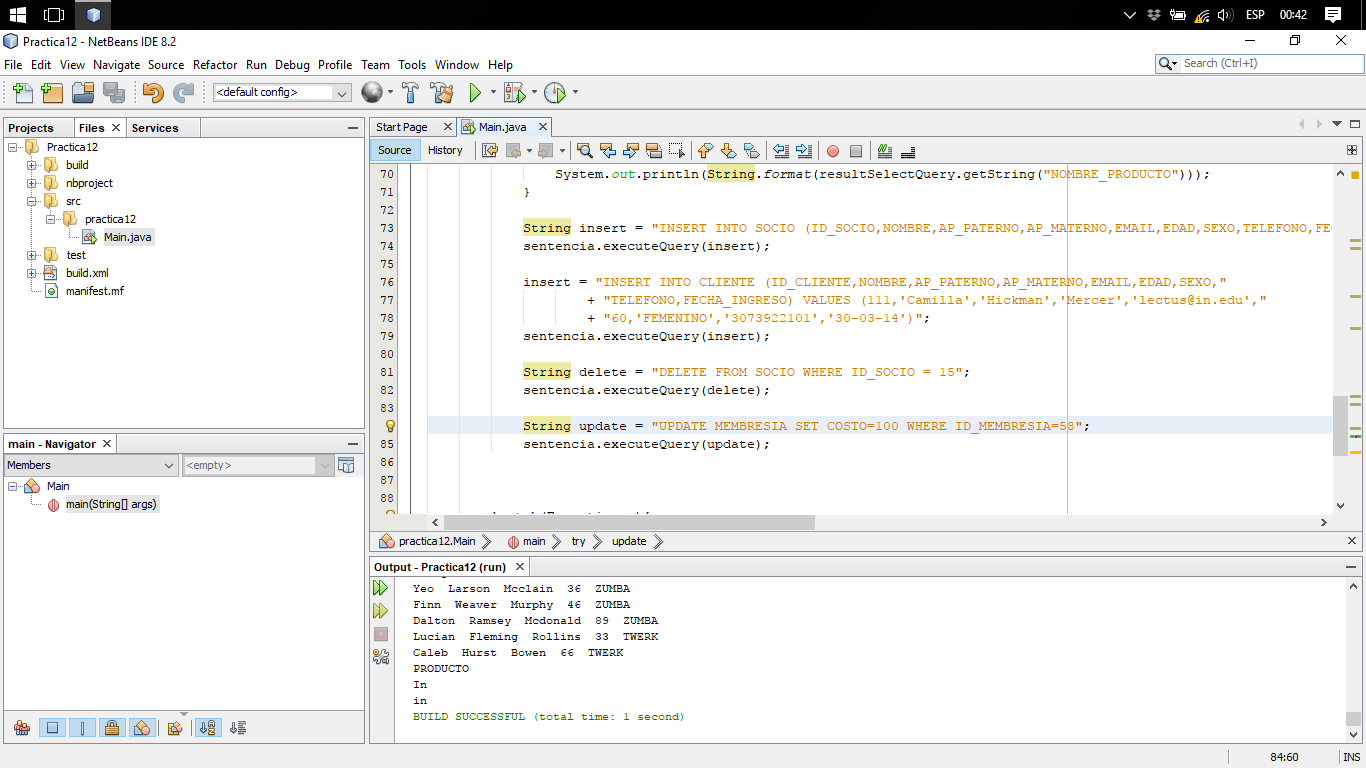 ESP 00:42
Practica12 - NetBeans IDE 8.2
File Edit View Navigate Source Refactor Run Debug Profile Team Tools Window Help
Search (Ctrl+I)
<default config>
Projects Files Services
Practica12
build
nbproject
src
practica12
Main.java
test
build.xml
manifest.mf
main - Navigator
Members <empty>
Main
main(String[] args)
Start Page Main.java
Source History
70 System.out.println(String.format(resultSelectQuery.getString("NOMBRE_PRODUCTO")));
71 }
72
73 String insert = "INSERT INTO SOCIO (ID_SOCIO,NOMBRE,AP_PATERNO,AP_MATERNO,EMAIL,EDAD,SEXO,TELEFONO,FE
74 sentencia.executeQuery(insert);
75
76 insert = "INSERT INTO CLIENTE (ID_CLIENTE,NOMBRE,AP_PATERNO,AP_MATERNO,EMAIL,EDAD,SEXO,"
77 + "TELEFONO,FECHA_INGRESO) VALUES (111,'Camilla','Hickman','Mercer','lectus@in.edu',"
78 + "60,'FEMENINO','3073922101','30-03-14')";
79 sentencia.executeQuery(insert);
80
81 String delete = "DELETE FROM SOCIO WHERE ID_SOCIO = 15";
82 sentencia.executeQuery(delete);
83
String update = "UPDATE MEMBRESIA SET COSTO=100 WHERE ID_MEMBRESIA=58";
85 sentencia.executeQuery(update);
86
87
88
practica12.Main main try update
Output - Practica12 (run)
Yeo Larson Mcclain 36 ZUMBA
Finn Weaver Murphy 46 ZUMBA
Dalton Ramsey Mcdonald 89 ZUMBA
Lucian Fleming Rollins 33 TWERK
Caleb Hurst Bowen 66 TWERK
PRODUCTO
In
in
BUILD SUCCESSFUL (total time: 1 second)
84:60 INS